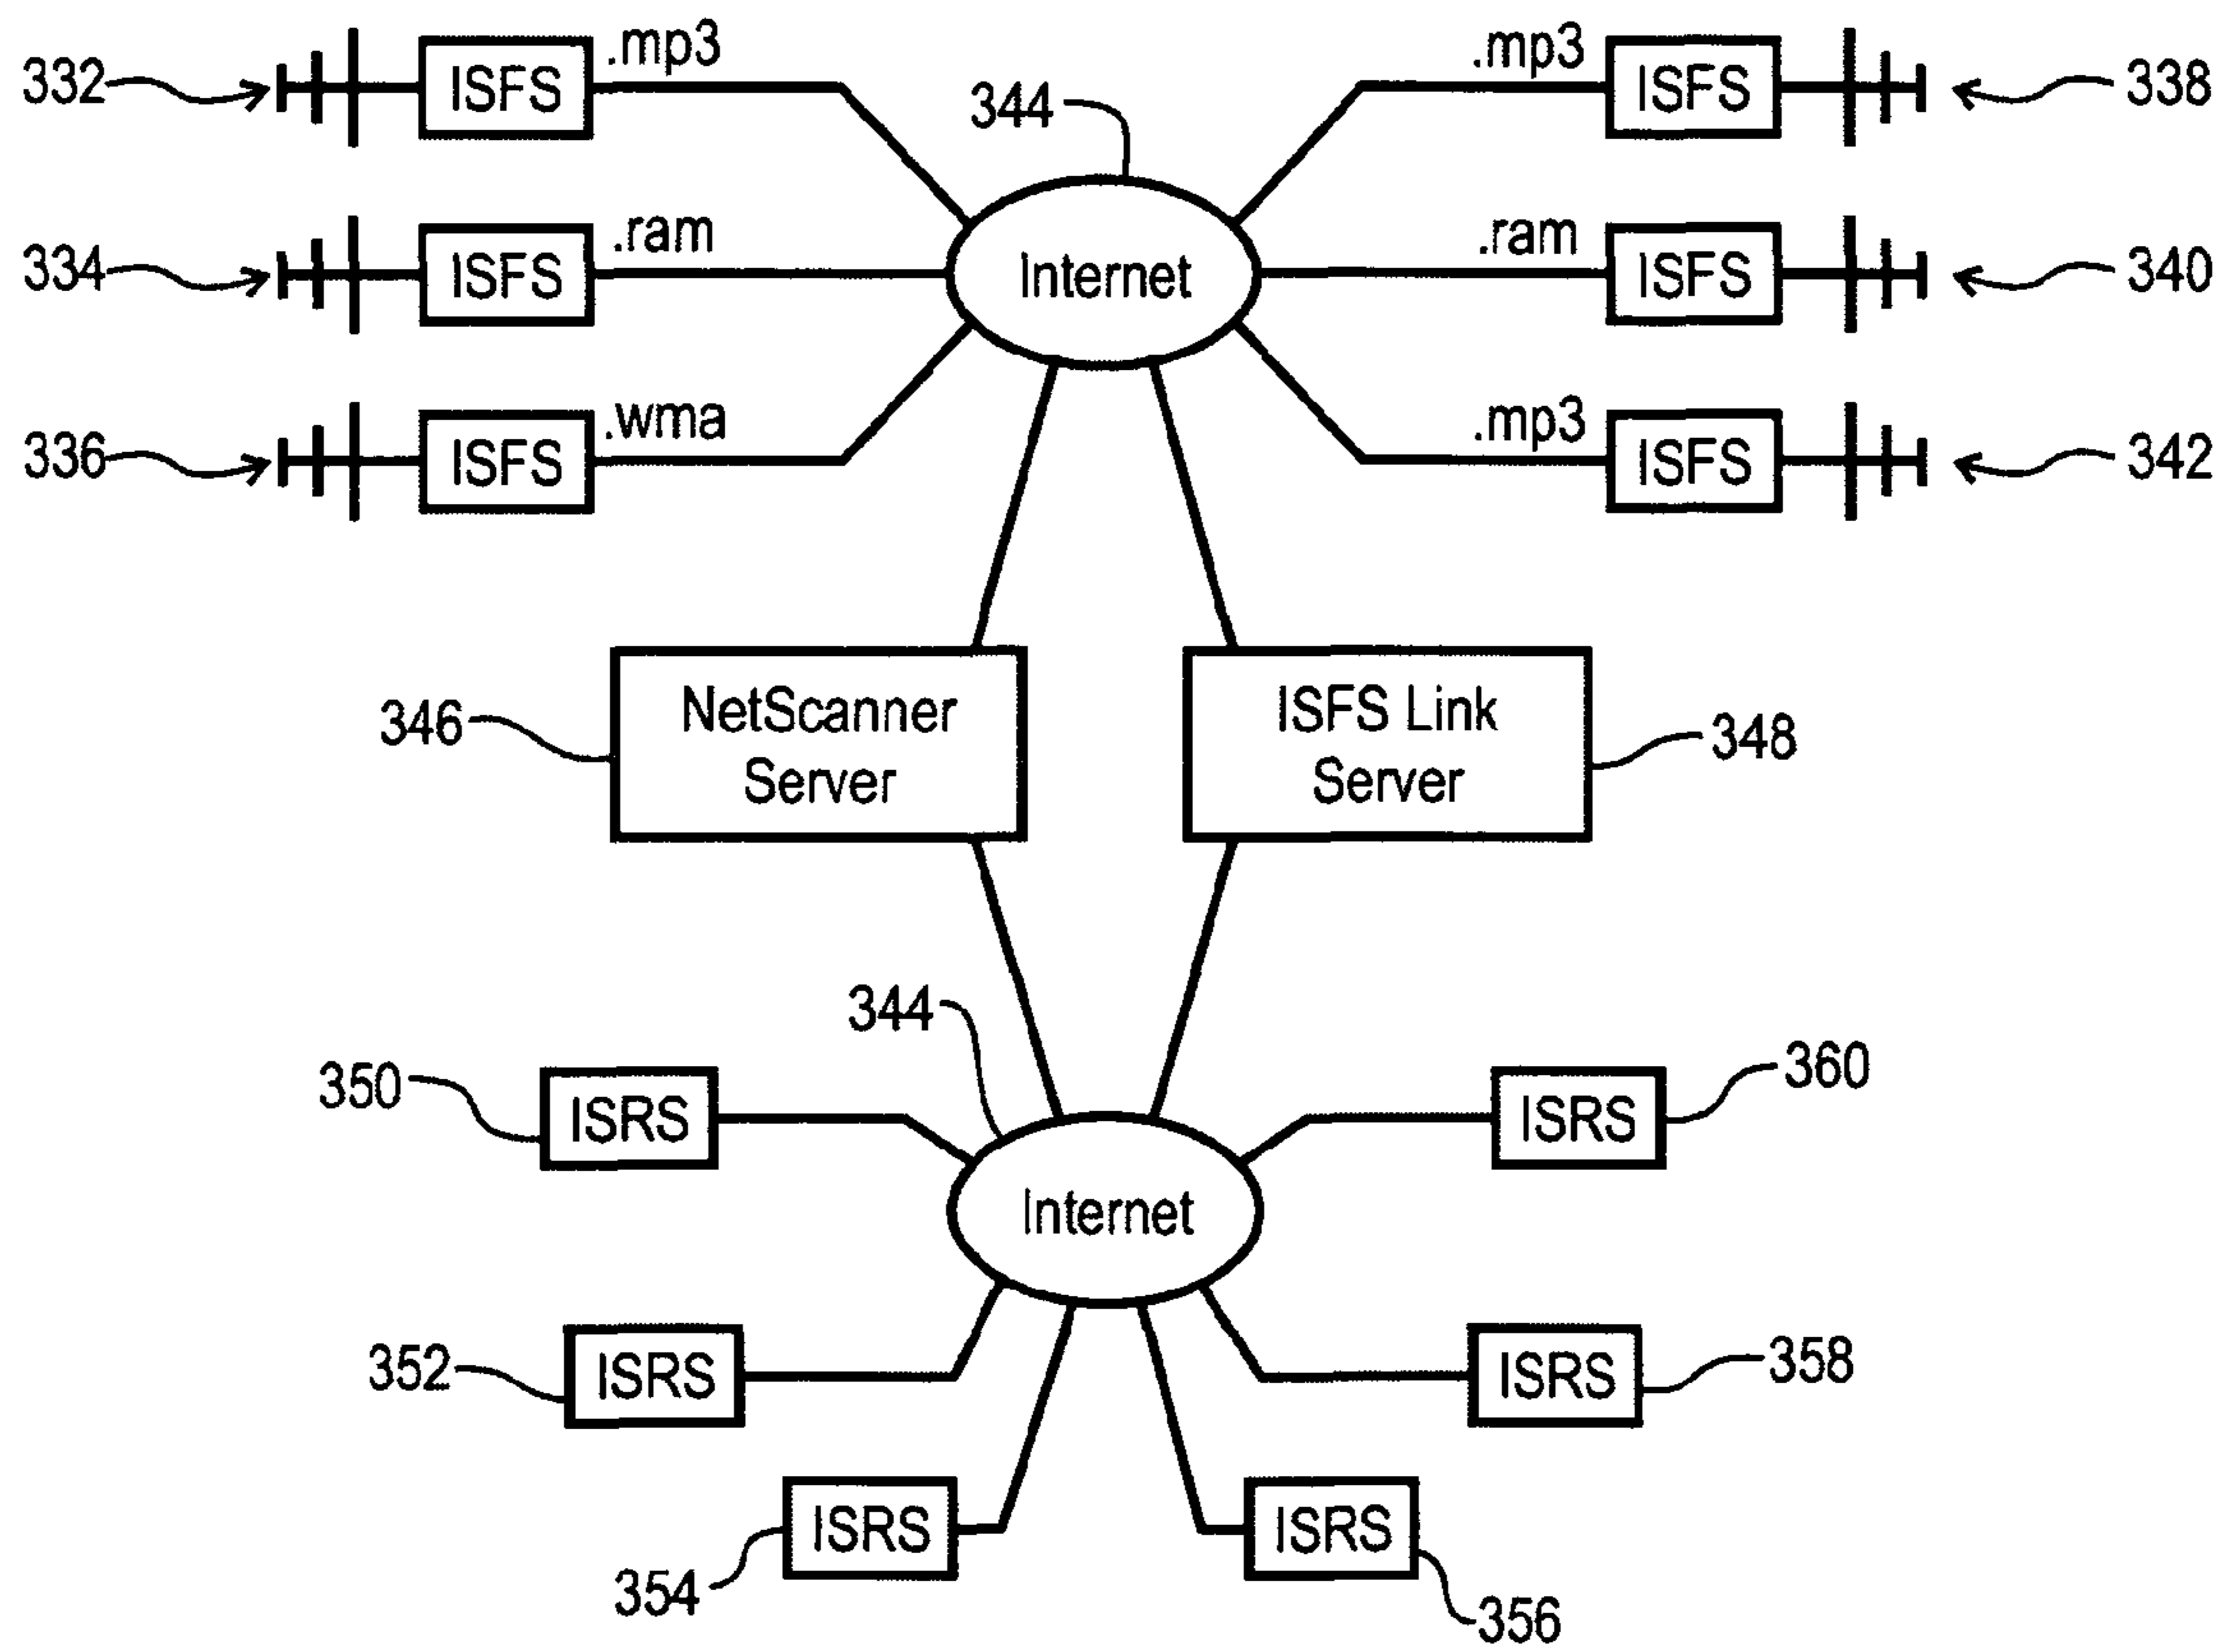 332
ISFS
.mp3
344
.mp3
ISFS
338
334
ISFS
.ram
Internet
.ram
ISFS
340
336
ISFS
.wma
.mp3
ISFS
342
346
NetScanner
Server
ISFS Link
Server
348
344
350
ISRS
ISRS
360
Internet
352
ISRS
ISRS
358
354
ISRS
ISRS
356